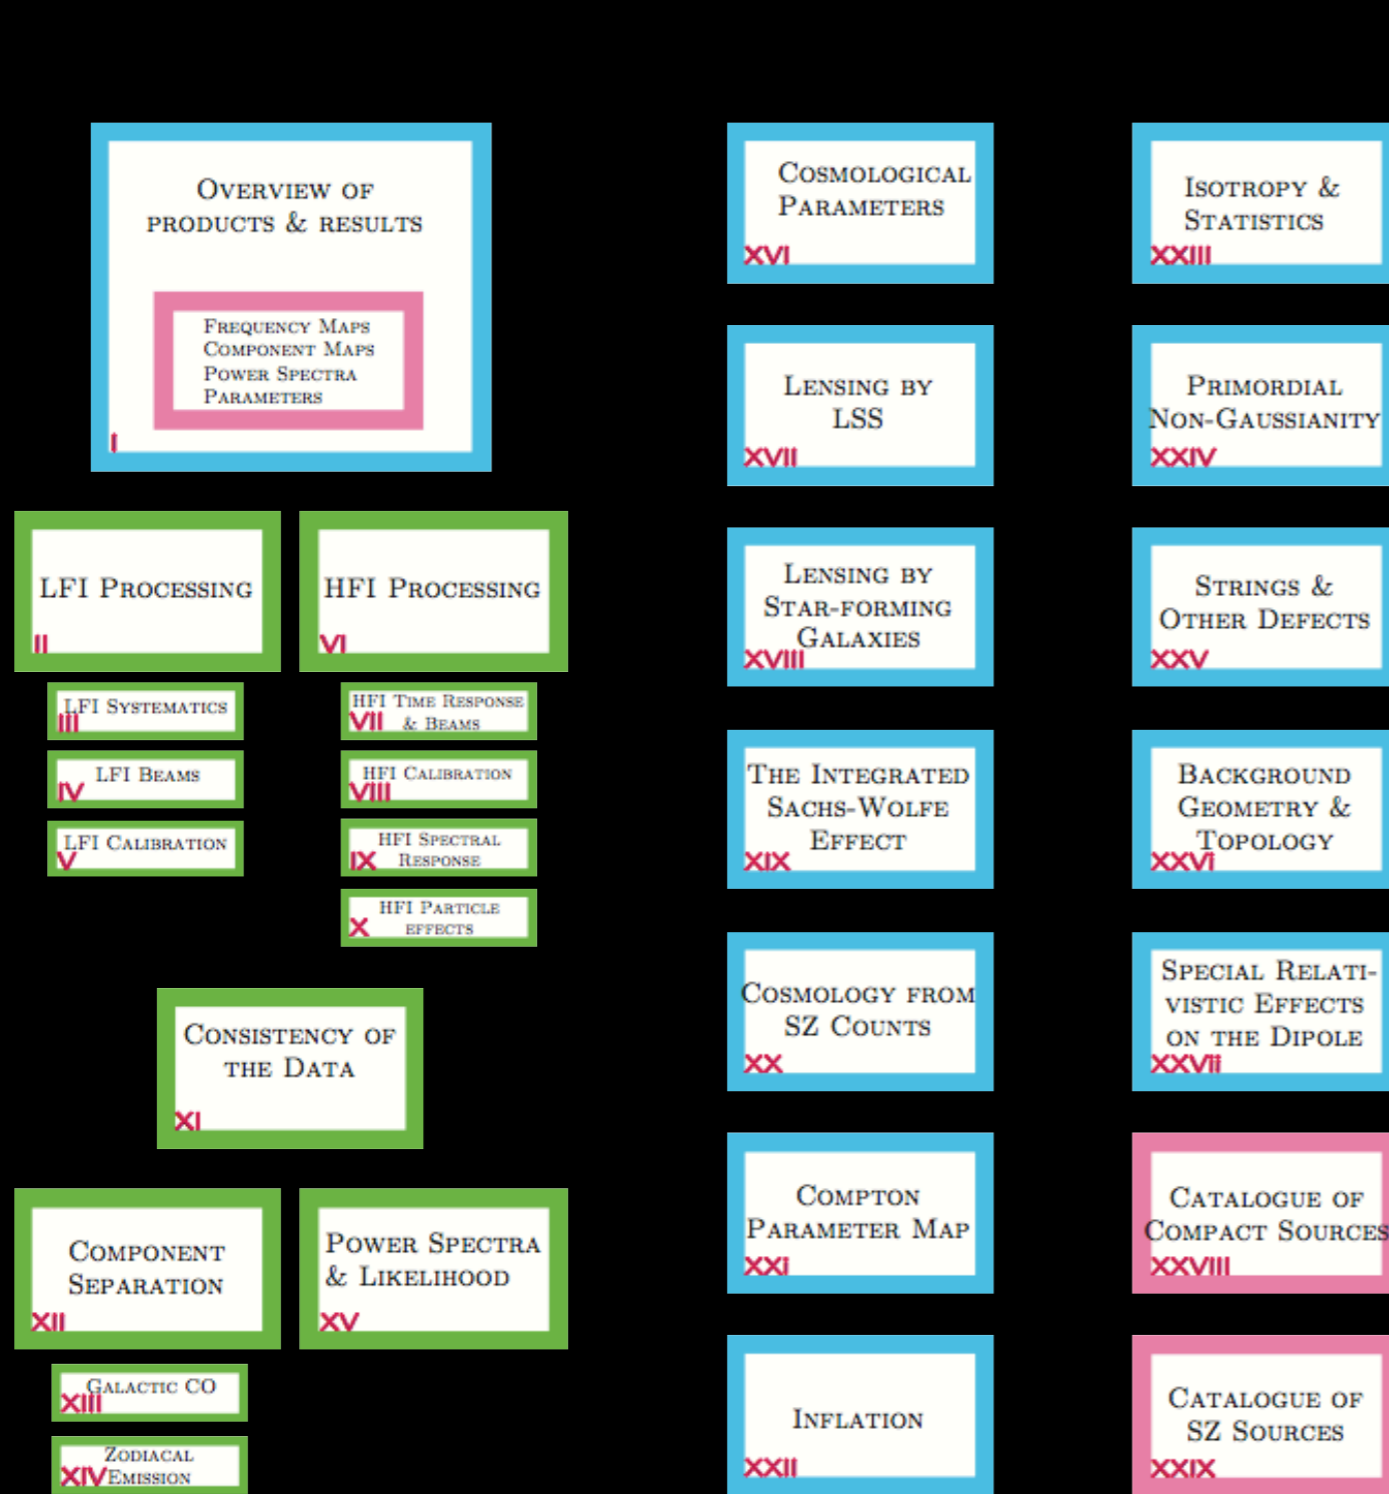 OVERVIEW OF
PRODUCTS & RESULTS
FREQUENCY MAPS
COMPONENT MAPS
POWER SPECTRA
PARAMETERS
I
LFI PROCESSING
II
HFI PROCESSING
VI
LFI SYSTEMATICS
III
LFI BEAMS
IV
LFI CALIBRATION
V
HFI TIME RESPONSE
& BEAMS
VII
HFI CALIBRATION
VIII
HFI SPECTRAL
RESPONSE
IX
HFI PARTICLE
EFFECTS
X
CONSISTENCY OF
THE DATA
XI
COMPONENT
SEPARATION
XII
POWER SPECTRA
& LIKELIHOOD
XV
GALACTIC CO
XIII
ZODIACAL
EMISSION
XIV
COSMOLOGICAL
PARAMETERS
XVI
LENSING BY
LSS
XVII
LENSING BY
STAR-FORMING
GALAXIES
XVIII
THE INTEGRATED
SACHS-WOLFE
EFFECT
XIX
COSMOLOGY FROM
SZ COUNTS
XX
COMPTON
PARAMETER MAP
XXi
INFLATION
XXII
ISOTROPY &
STATISTICS
XXIII
PRIMORDIAL
NON-GAUSSIANITY
XXIV
STRINGS &
OTHER DEFECTS
XXV
BACKGROUND
GEOMETRY &
TOPOLOGY
XXVi
SPECIAL RELATI-
VISTIC EFFECTS
ON THE DIPOLE
XXVii
CATALOGUE OF
COMPACT SOURCES
XXVIII
CATALOGUE OF
SZ SOURCES
XXIX